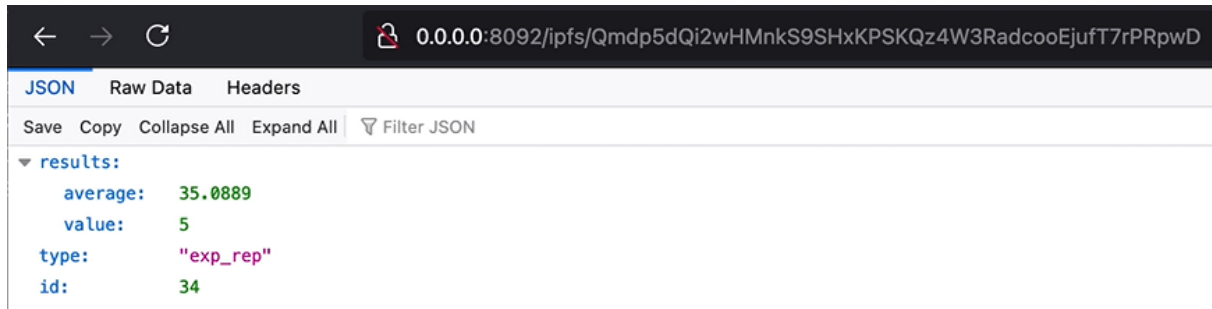 0.0.0.0:8092/ipfs/Qmdp5dQi2wHMnkS9SHxKPSKQz4W3RadcooEjufT7rPRpwD
JSON Raw Data Headers
Save Copy Collapse All Expand All Filter JSON
results:
average: 35.0889
value: 5
type: "exp_rep"
id: 34